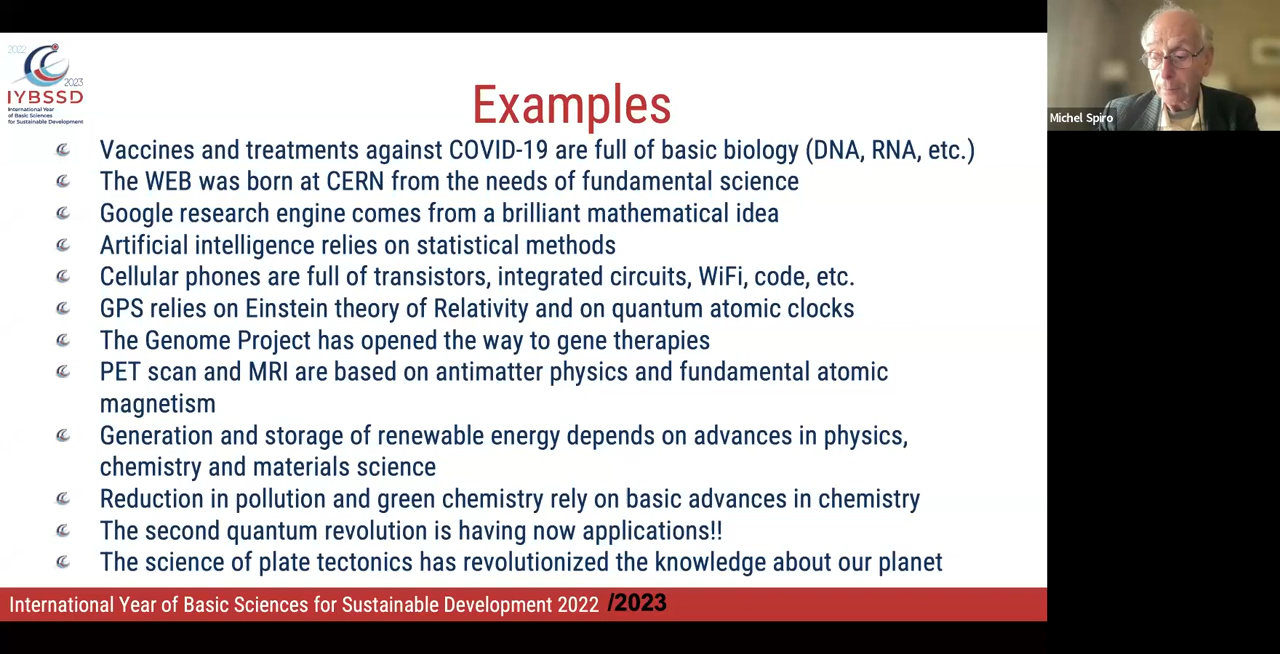 2022
2023
IYBSSD
International Year
of Basic Sciences
for Sustainable Development
Examples
Vaccines and treatments against COVID-19 are full of basic biology (DNA, RNA, etc.)
The WEB was born at CERN from the needs of fundamental science
Google research engine comes from a brilliant mathematical idea
Artificial intelligence relies on statistical methods
Cellular phones are full of transistors, integrated circuits, WiFi, code, etc.
GPS relies on Einstein theory of Relativity and on quantum atomic clocks
The Genome Project has opened the way to gene therapies
PET scan and MRI are based on antimatter physics and fundamental atomic
magnetism
Generation and storage of renewable energy depends on advances in physics,
chemistry and materials science
Reduction in pollution and green chemistry rely on basic advances in chemistry
The second quantum revolution is having now applications!!
The science of plate tectonics has revolutionized the knowledge about our planet
International Year of Basic Sciences for Sustainable Development 2022 /2023
Michel Spiro